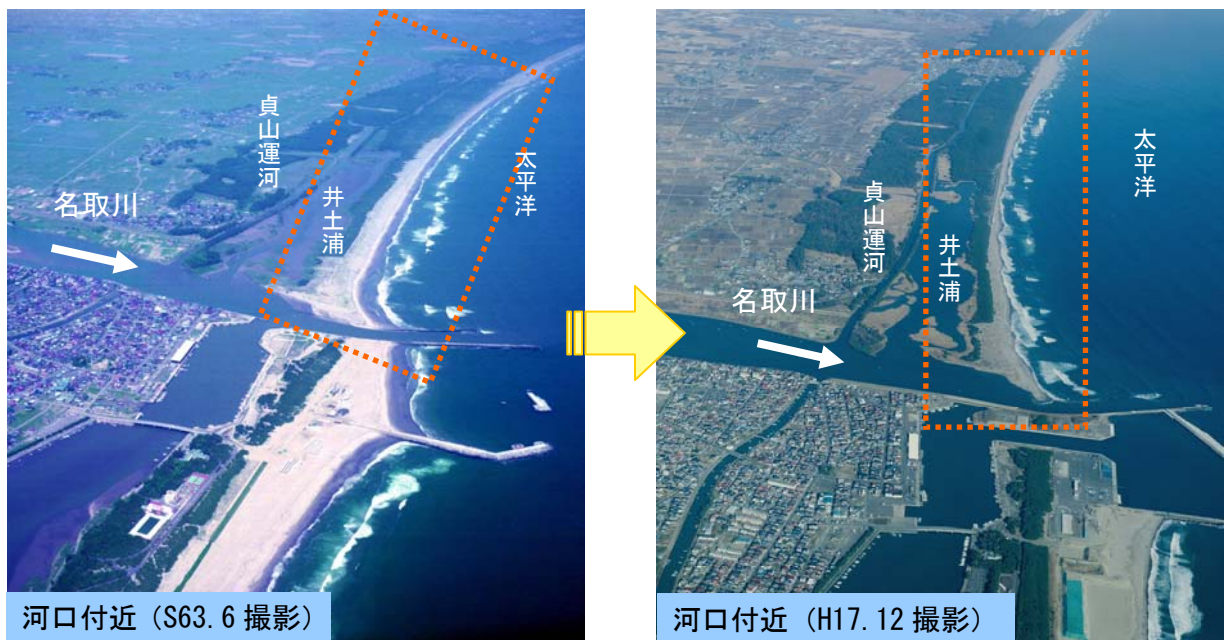 貞山運河
太平洋
井土浦
名取川
河口付近（S63.6 撮影）
太平洋
貞山運河
井土浦
名取川
河口付近（H17.12 撮影）